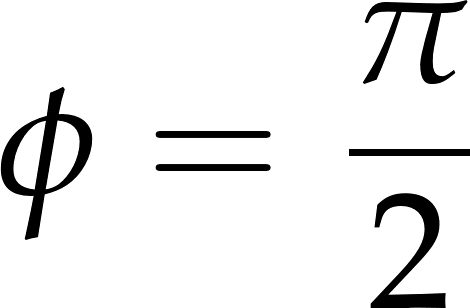 ϕ = π/2